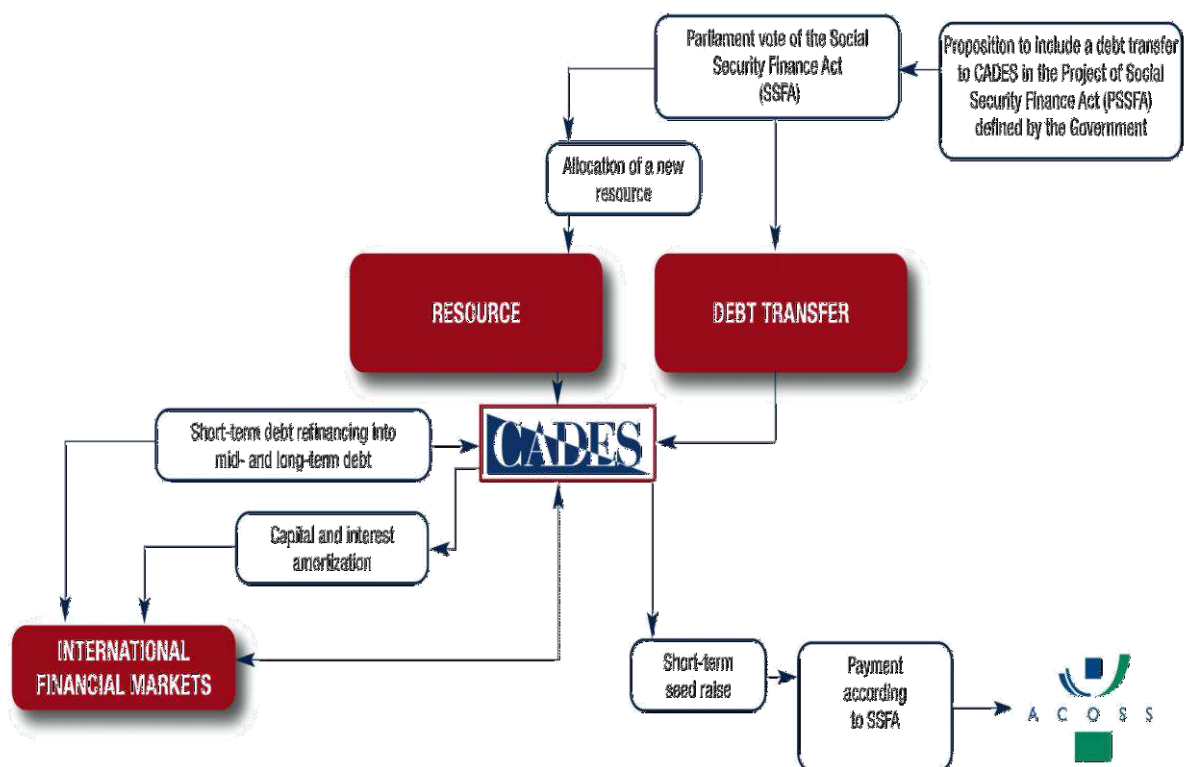 Parliament vote of the Social
Security Finance Act
(SSFA)
Proposition to include a debt transfer
to CADES in the Project of Social
Security Finance Act (PSSFA)
defined by the Government
Allocation of a new
resource
RESOURCE
DEBT TRANSFER
Short-term debt refinancing into
mid- and long-term debt
CADES
Capital and interest
amortization
INTERNATIONAL
FINANCIAL MARKETS
Short-term
seed raise
Payment
according
to SSFA
ACOSS